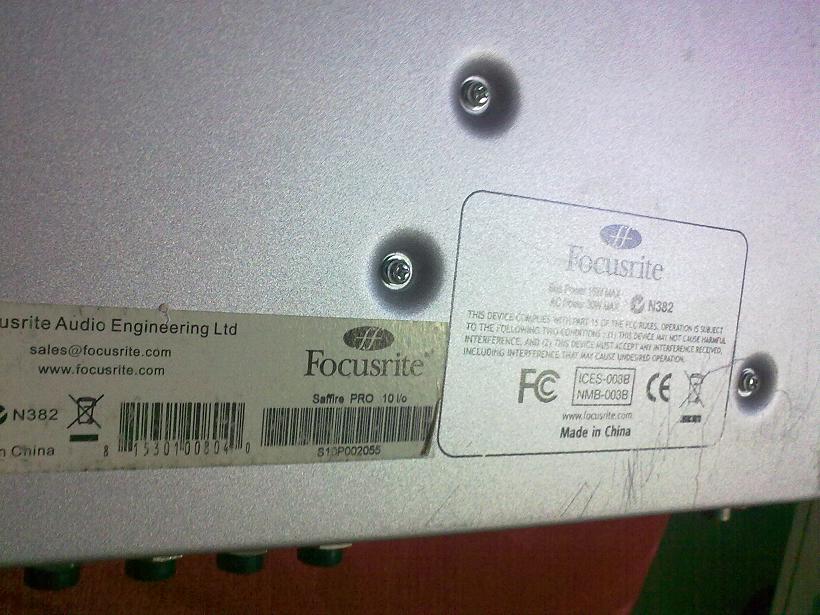 usrite Audio Engineering Ltd
sales@focusrite.com
www.focusrite.com
N382
n China
8 15301 00804 0
Focusrite
Saffire PRO 10 i/o
S10P002055
Focusrite
Bus Power 15W MAX
AC Power 30W MAX
N382
THIS DEVICE COMPLIES WITH PART 15 OF THE FCC RULES, OPERATION IS SUBJECT
TO THE FOLLOWING TWO CONDITIONS : (1) THIS DEVICE MAY NOT CAUSE HARMFUL
INTERFERENCE, AND (2) THIS DEVICE MUST ACCEPT ANY INTERFERENCE RECEIVED,
INCLUDING INTERFERENCE THAT MAY CAUSE UNDESIRED OPERATION.
FC
ICES-003B
NMB-003B
CE
www.focusrite.com
Made in China